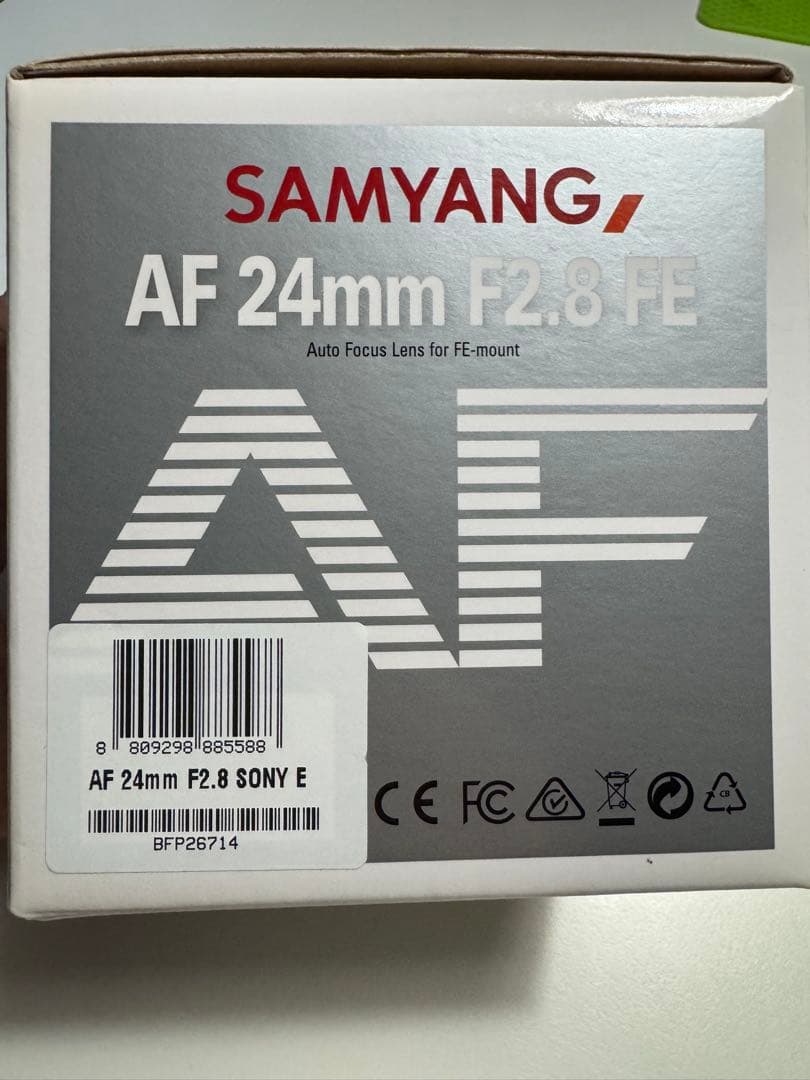 SAMYANG
AF 24mm F2.8 FE
Auto Focus Lens for FE-mount
AF
8 809298 885588
AF 24mm F2.8 SONY E
BFP26714
CE FC
CB